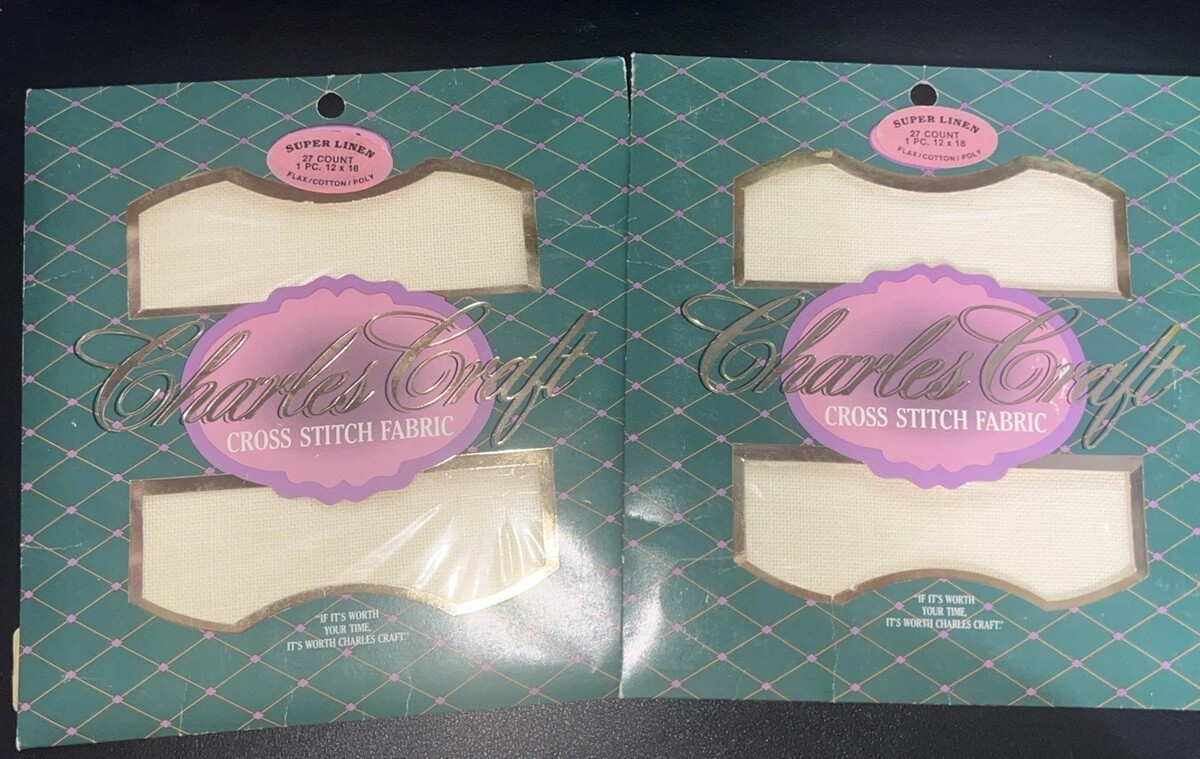 SUPER LINEN
27 COUNT
1 PC. 12 x 18
FLAX/COTTON/POLY
Charles Craft
CROSS STITCH FABRIC
"IF IT'S WORTH
YOUR TIME,
IT'S WORTH CHARLES CRAFT."
SUPER LINEN
27 COUNT
1 PC. 12 x 18
FLAX/COTTON/POLY
Charles Craft
CROSS STITCH FABRIC
"IF IT'S WORTH
YOUR TIME,
IT'S WORTH CHARLES CRAFT."